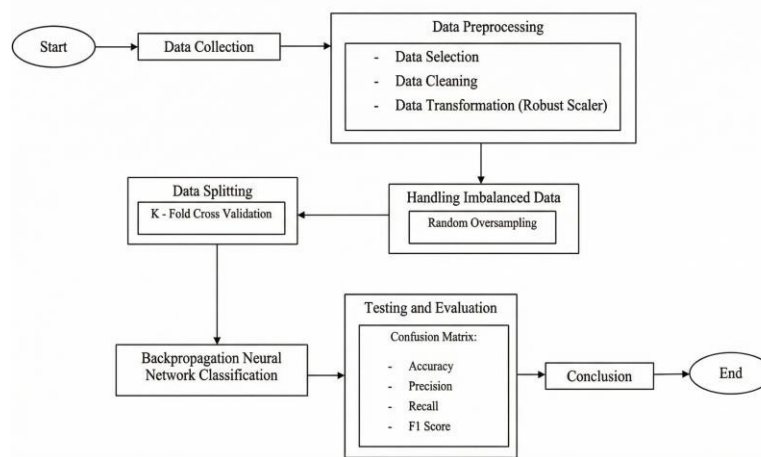 Start
Data Collection
Data Preprocessing
- Data Selection
- Data Cleaning
- Data Transformation (Robust Scaler)
Handling Imbalanced Data
Random Oversampling
Data Splitting
K - Fold Cross Validation
Backpropagation Neural
Network Classification
Testing and Evaluation
Confusion Matrix:
- Accuracy
- Precision
- Recall
- F1 Score
Conclusion
End